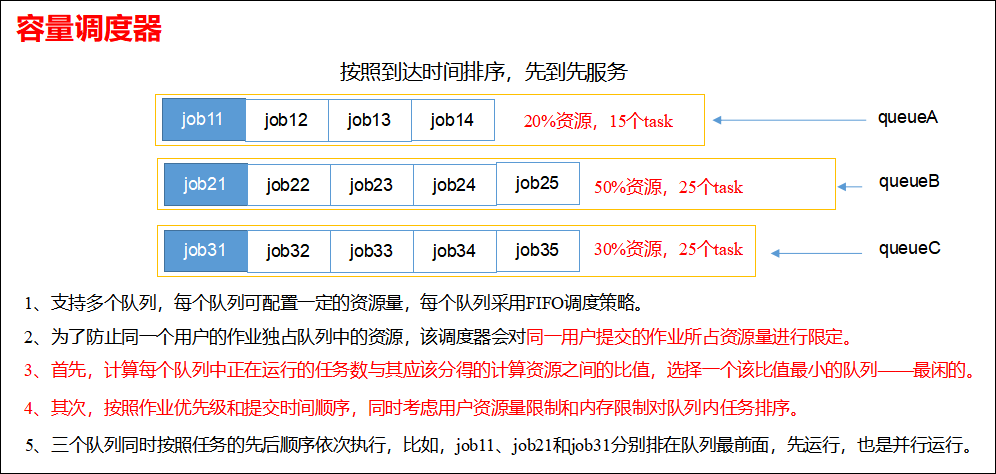 容量调度器
按照到达时间排序，先到先服务
job11 job12 job13 job14 20%资源，15个task queueA
job21 job22 job23 job24 job25 50%资源，25个task queueB
job31 job32 job33 job34 job35 30%资源，25个task queueC
1、支持多个队列，每个队列可配置一定的资源量，每个队列采用FIFO调度策略。
2、为了防止同一个用户的作业独占队列中的资源，该调度器会对同一用户提交的作业所占资源量进行限定。
3、首先，计算每个队列中正在运行的任务数与其应该分得的计算资源之间的比值，选择一个该比值最小的队列——最闲的。
4、其次，按照作业优先级和提交时间顺序，同时考虑用户资源量限制和内存限制对队列内任务排序。
5、三个队列同时按照任务的先后顺序依次执行，比如，job11、job21和job31分别排在队列最前面，先运行，也是并行运行。